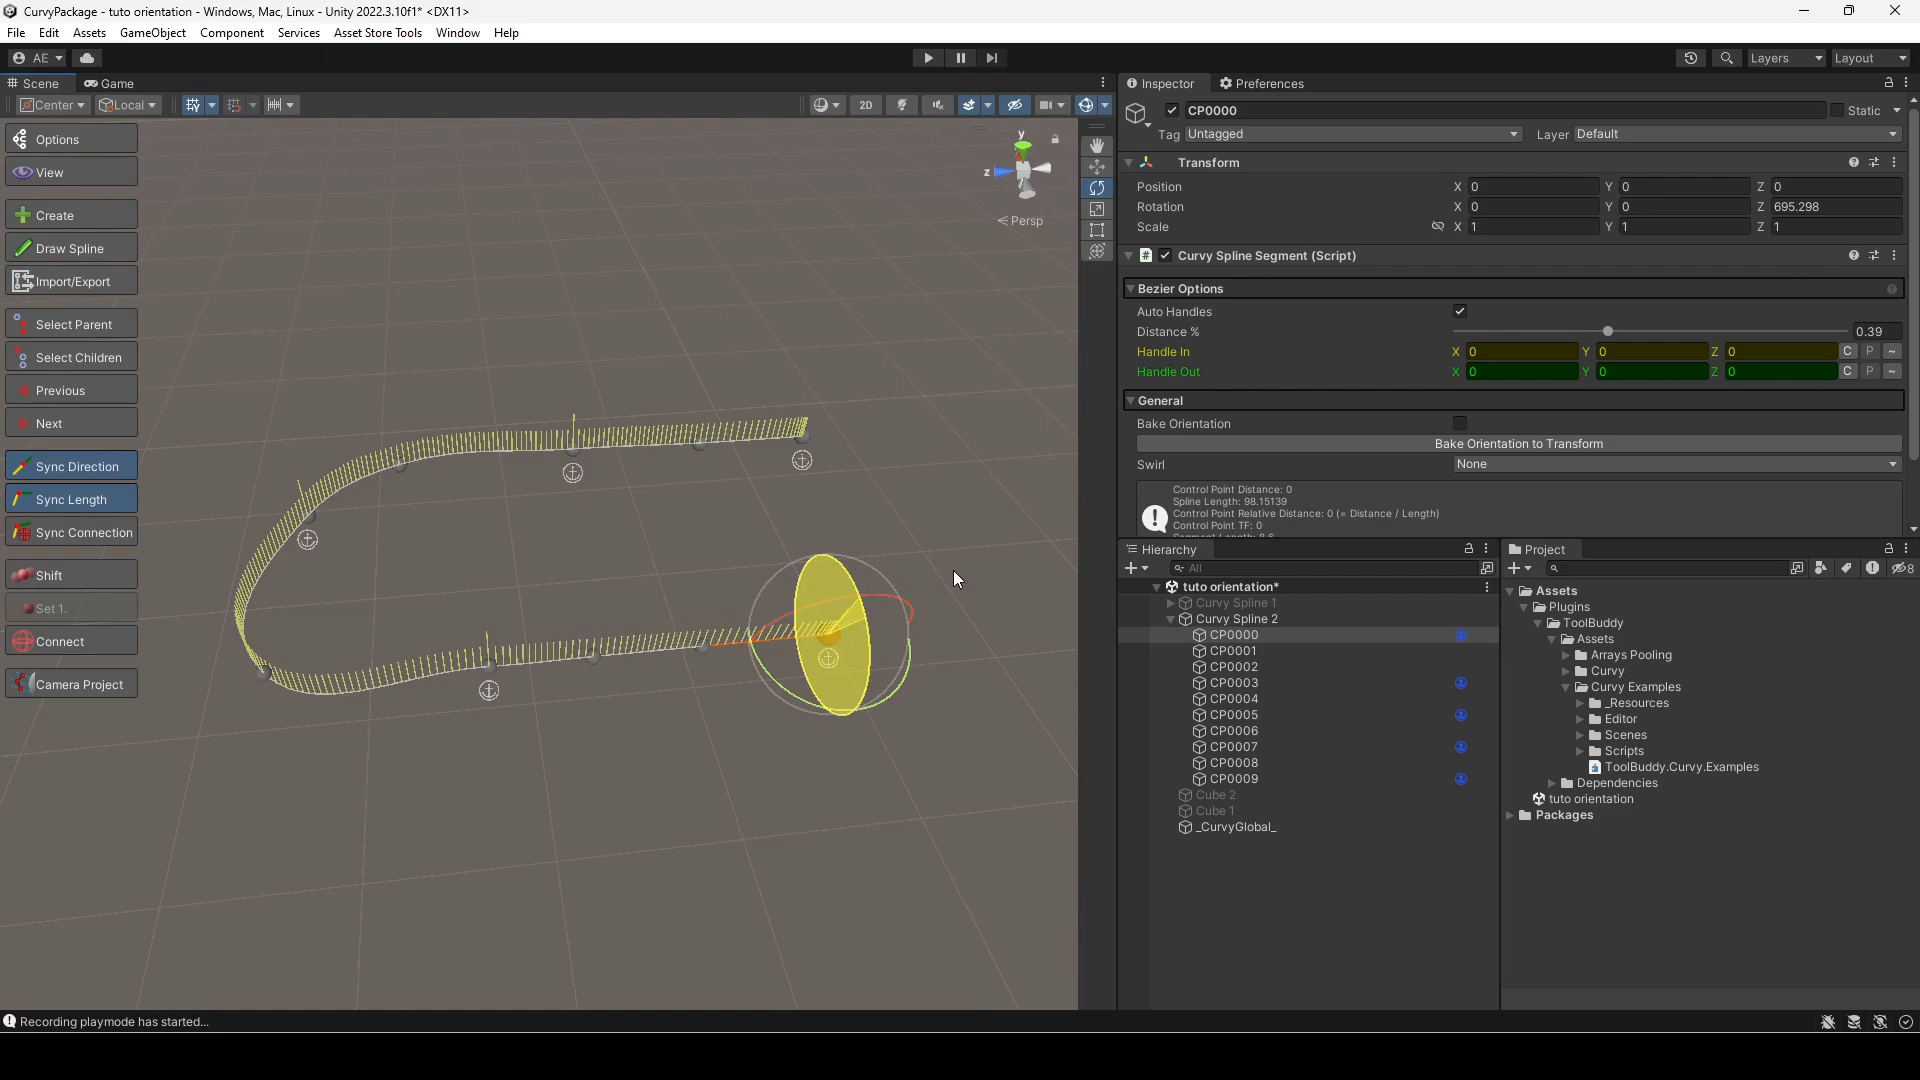 CurvyPackage - tuto orientation - Windows, Mac, Linux - Unity 2022.3.10f1* <DX11>
File Edit Assets GameObject Component Services Asset Store Tools Window Help
AE Layers Layout
Scene Game
Center Local 2D
Options
View
Create
Draw Spline
Import/Export
Select Parent
Select Children
Previous
Next
Sync Direction
Sync Length
Sync Connection
Shift
Set 1.
Connect
Camera Project
y
z
< Persp
Inspector Preferences
CP0000 Static
Tag Untagged Layer Default
Transform
Position X 0 Y 0 Z 0
Rotation X 0 Y 0 Z 695.298
Scale X 1 Y 1 Z 1
Curvy Spline Segment (Script)
Bezier Options
Auto Handles
Distance % 0.39
Handle In X 0 Y 0 Z 0 C P ~
Handle Out X 0 Y 0 Z 0 C P ~
General
Bake Orientation
Bake Orientation to Transform
Swirl None
Control Point Distance: 0
Spline Length: 98.15139
Control Point Relative Distance: 0 (= Distance / Length)
Control Point TF: 0
Hierarchy
All
tuto orientation*
Curvy Spline 1
Curvy Spline 2
CP0000
CP0001
CP0002
CP0003
CP0004
CP0005
CP0006
CP0007
CP0008
CP0009
Cube 2
Cube 1
_CurvyGlobal_
Project
8
Assets
Plugins
ToolBuddy
Assets
Arrays Pooling
Curvy
Curvy Examples
_Resources
Editor
Scenes
Scripts
ToolBuddy.Curvy.Examples
Dependencies
tuto orientation
Packages
Recording playmode has started...